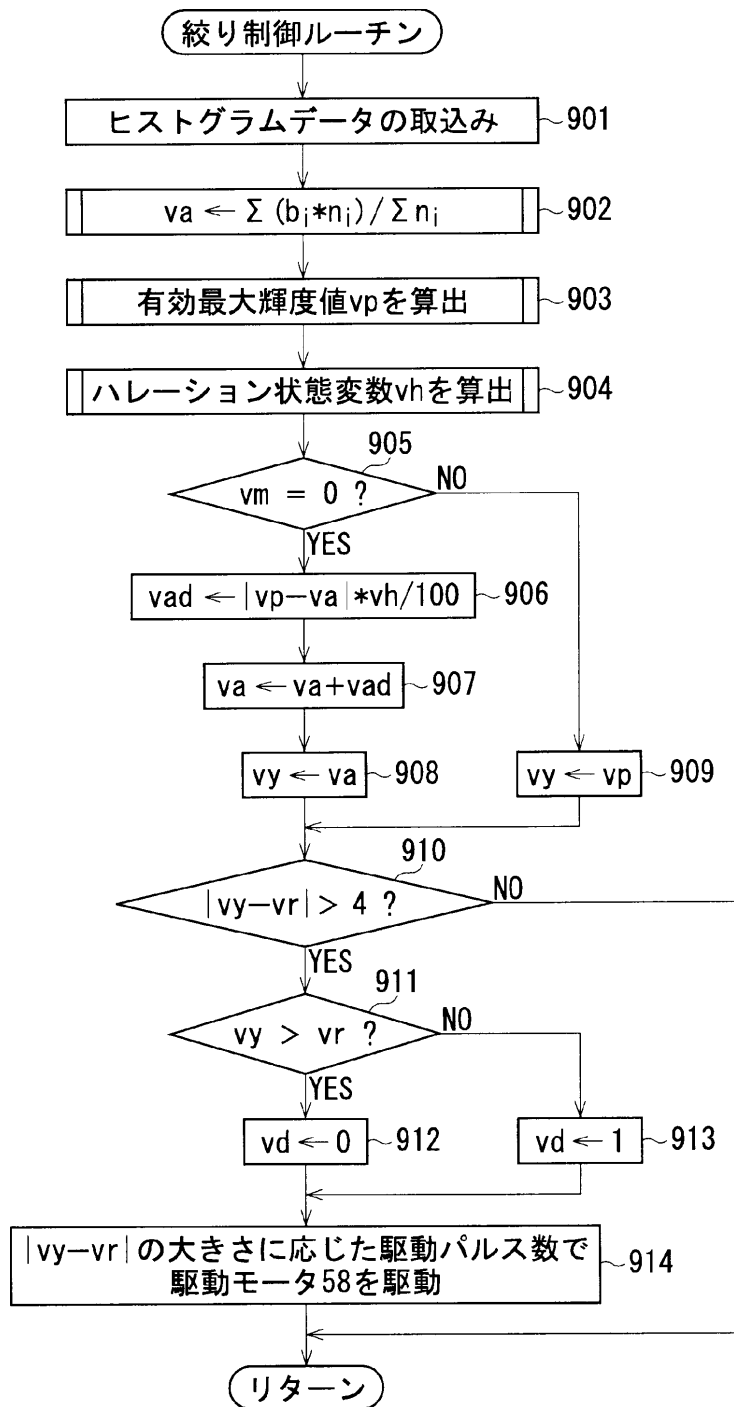 絞り制御ルーチン
ヒストグラムデータの取込み
901
va ← Σ (bi*ni) / Σ ni
902
有効最大輝度値vpを算出
903
ハレーション状態変数vhを算出
904
905
vm = 0 ?
NO
YES
vad ← |vp−va|*vh/100
906
va ← va+vad
907
vy ← va
908
vy ← vp
909
910
|vy−vr| > 4 ?
NO
YES
911
vy > vr ?
NO
YES
vd ← 0
912
vd ← 1
913
|vy−vr|の大きさに応じた駆動パルス数で
駆動モータ58を駆動
914
リターン